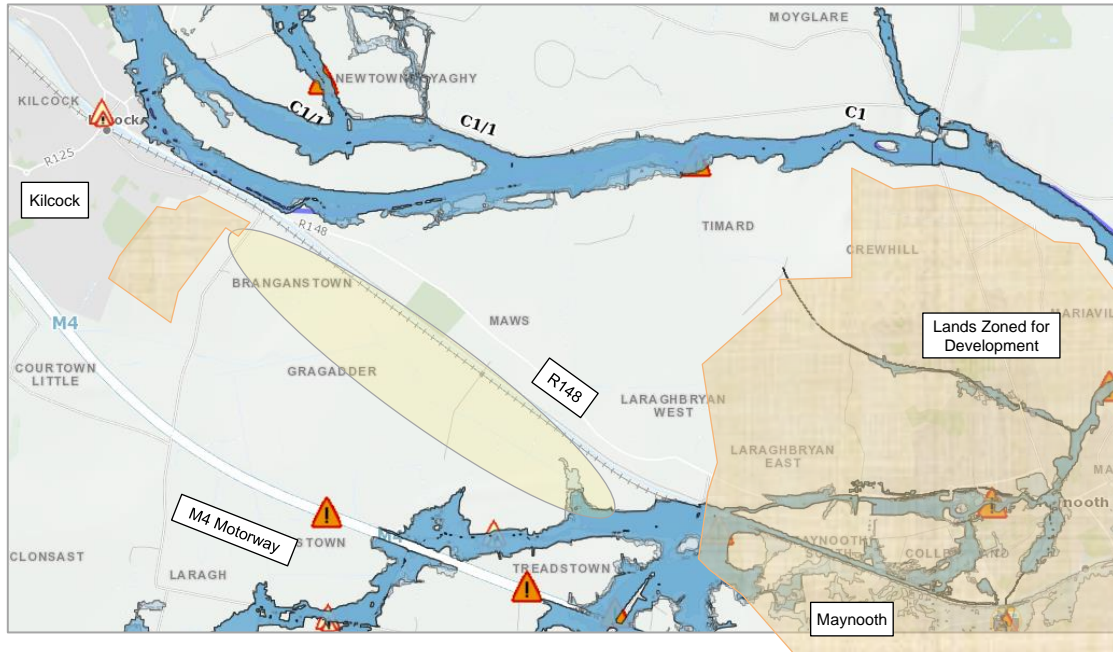 MOYGLARE
KILCOCK
C1/1
C1/1
C1
R125
Kilcock
R148
TIMARD
CREWHILL
BRANGANSTOWN
M4
MAWS
Lands Zoned for
Development
COURTOWN
LITTLE
GRAGADDER
R148
LARAGHBRYAN
WEST
LARAGHBRYAN
EAST
M4 Motorway
CLONSAST
LARAGH
TREADSTOWN
Maynooth